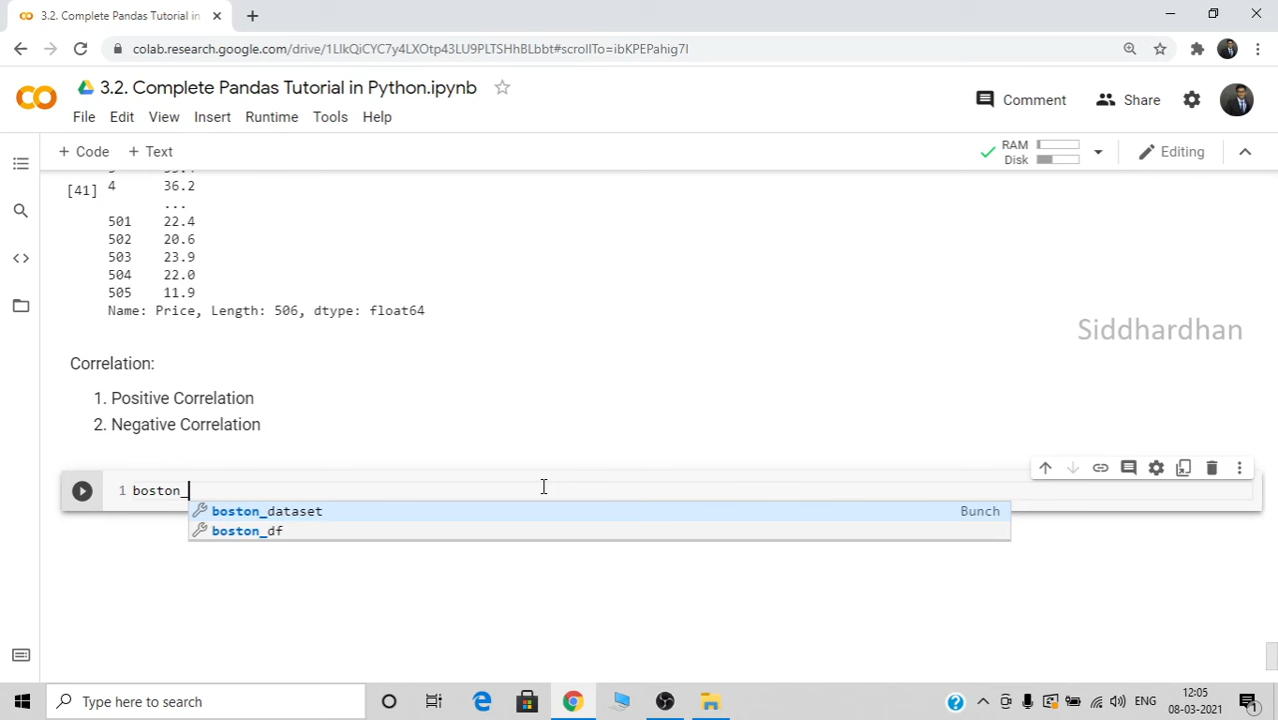 3.2. Complete Pandas Tutorial in
colab.research.google.com/drive/1LIkQiCYC7y4LXOtp43LU9PLTSHhBLbbt#scrollTo=ibKPEPahig7I
CO
3.2. Complete Pandas Tutorial in Python.ipynb
Comment
Share
File Edit View Insert Runtime Tools Help
+ Code + Text
RAM
Disk
Editing
[41]
4 36.2
...
501 22.4
502 20.6
503 23.9
504 22.0
505 11.9
Name: Price, Length: 506, dtype: float64
Siddhardhan
Correlation:
1. Positive Correlation
2. Negative Correlation
1 boston_
boston_dataset Bunch
boston_df
Type here to search
ENG
12:05
08-03-2021
1